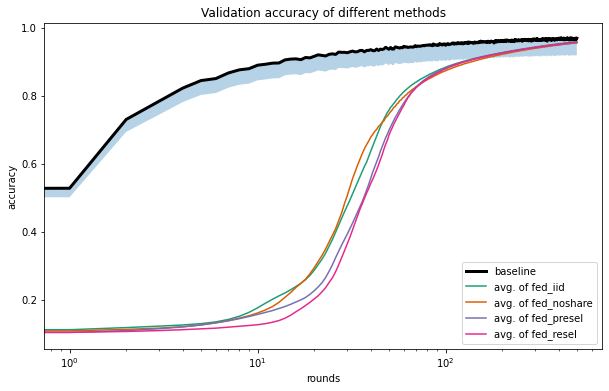 Validation accuracy of different methods
1.0
0.8
0.6
0.4
0.2
accuracy
10⁰
10¹
10²
rounds
baseline
avg. of fed_iid
avg. of fed_noshare
avg. of fed_presel
avg. of fed_resel